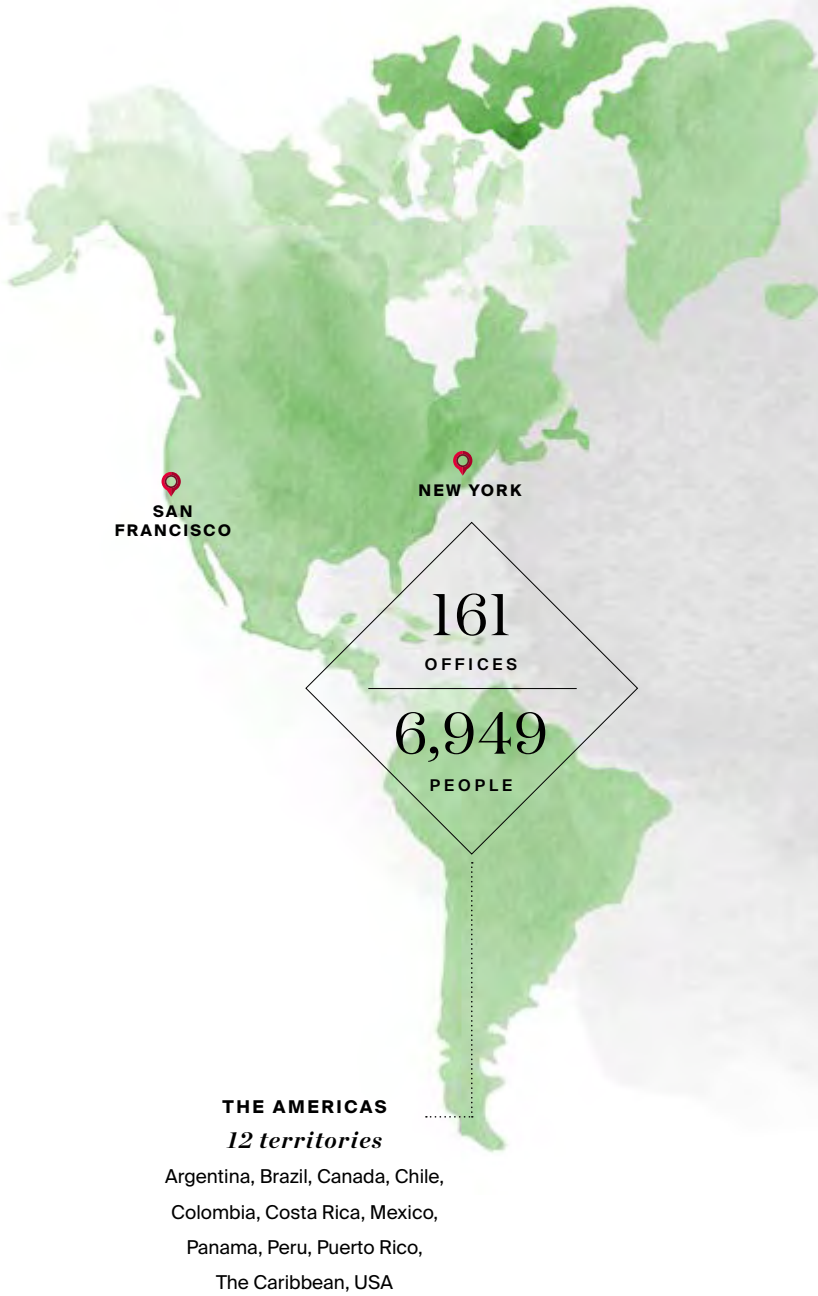 SAN
FRANCISCO
NEW YORK
161
OFFICES
6,949
PEOPLE
THE AMERICAS
12 territories
Argentina, Brazil, Canada, Chile,
Colombia, Costa Rica, Mexico,
Panama, Peru, Puerto Rico,
The Caribbean, USA